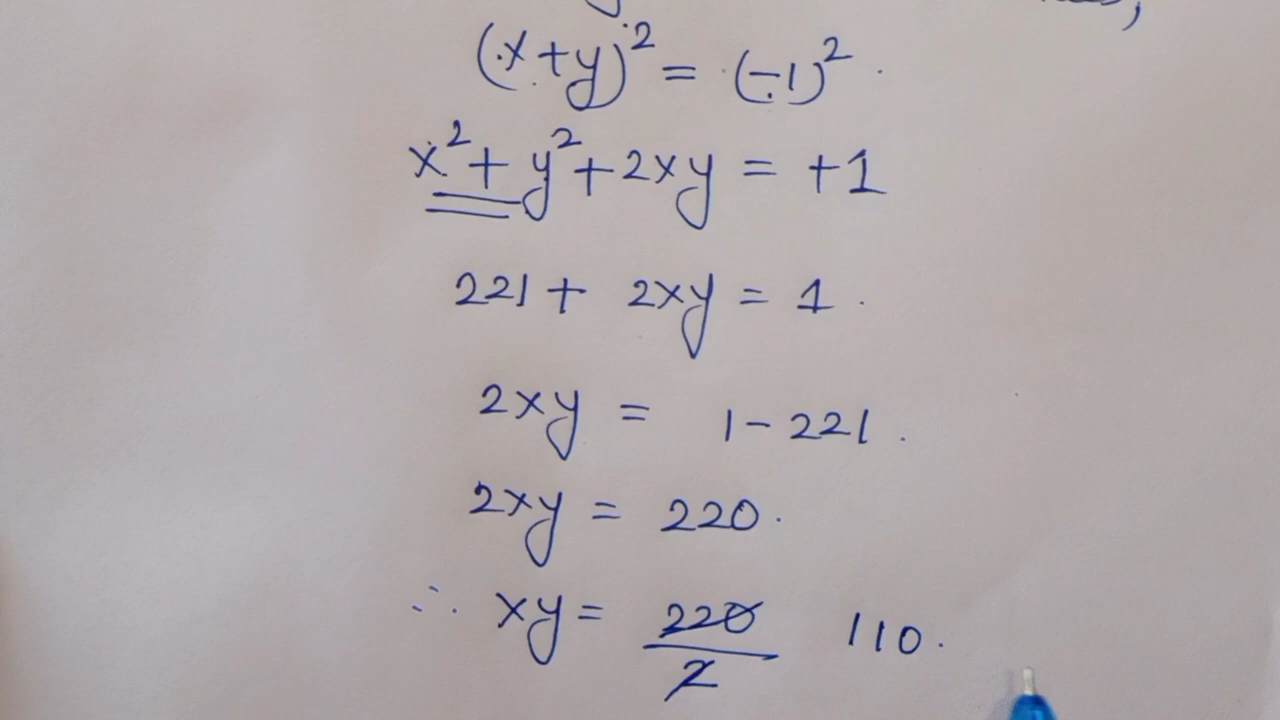 (x+y)² = (-1)²
x² + y² + 2xy = +1
221 + 2xy = 1
2xy = 1 - 221
2xy = 220
∴ xy = 220/2 110